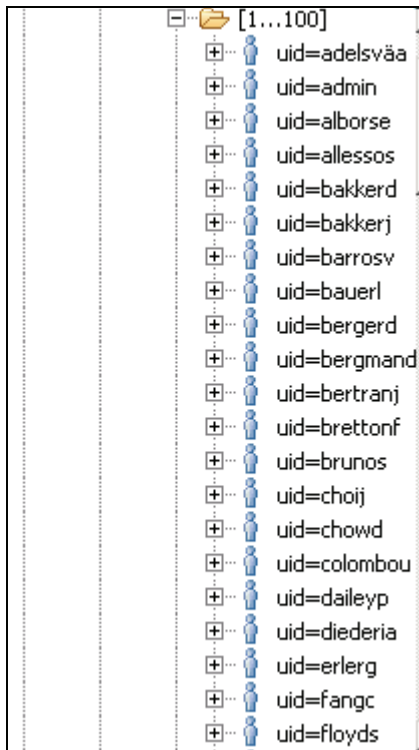 [1...100]
uid=adelsväa
uid=admin
uid=alborse
uid=allessos
uid=bakkerd
uid=bakkerj
uid=barrosv
uid=bauerl
uid=bergerd
uid=bergmand
uid=bertranj
uid=brettonf
uid=brunos
uid=choij
uid=chowd
uid=colombou
uid=daileyp
uid=diederia
uid=erlerg
uid=fangc
uid=floyds